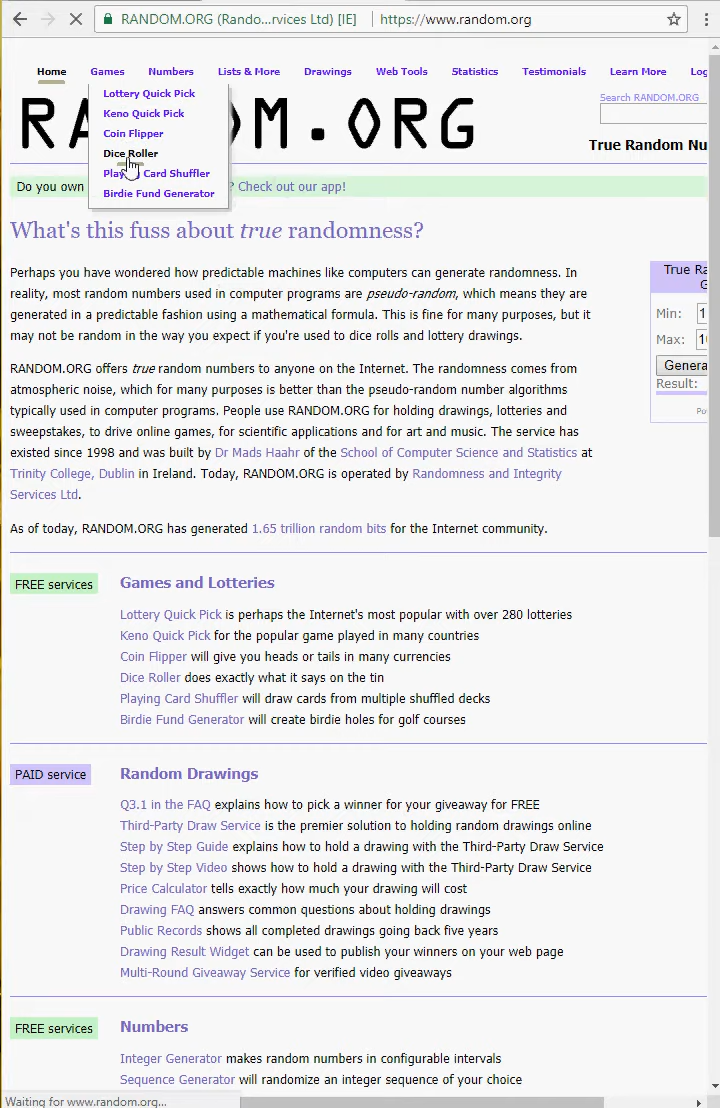 RANDOM.ORG (Rando...rvices Ltd) [IE] https://www.random.org
Home Games Numbers Lists & More Drawings Web Tools Statistics Testimonials Learn More Log
Lottery Quick Pick
Keno Quick Pick
Coin Flipper
Dice Roller
Card Shuffler
Birdie Fund Generator
Search RANDOM.ORG
RA DOM.ORG
True Random Nu
Do you own ? Check out our app!
What's this fuss about true randomness?
Perhaps you have wondered how predictable machines like computers can generate randomness. In
reality, most random numbers used in computer programs are pseudo-random, which means they are
generated in a predictable fashion using a mathematical formula. This is fine for many purposes, but it
may not be random in the way you expect if you're used to dice rolls and lottery drawings.
RANDOM.ORG offers true random numbers to anyone on the Internet. The randomness comes from
atmospheric noise, which for many purposes is better than the pseudo-random number algorithms
typically used in computer programs. People use RANDOM.ORG for holding drawings, lotteries and
sweepstakes, to drive online games, for scientific applications and for art and music. The service has
existed since 1998 and was built by Dr Mads Haahr of the School of Computer Science and Statistics at
Trinity College, Dublin in Ireland. Today, RANDOM.ORG is operated by Randomness and Integrity
Services Ltd.
As of today, RANDOM.ORG has generated 1.65 trillion random bits for the Internet community.
True Ra
G
Min: 1
Max: 10
Genera
Result:
Po
FREE services
Games and Lotteries
Lottery Quick Pick is perhaps the Internet's most popular with over 280 lotteries
Keno Quick Pick for the popular game played in many countries
Coin Flipper will give you heads or tails in many currencies
Dice Roller does exactly what it says on the tin
Playing Card Shuffler will draw cards from multiple shuffled decks
Birdie Fund Generator will create birdie holes for golf courses
PAID service
Random Drawings
Q3.1 in the FAQ explains how to pick a winner for your giveaway for FREE
Third-Party Draw Service is the premier solution to holding random drawings online
Step by Step Guide explains how to hold a drawing with the Third-Party Draw Service
Step by Step Video shows how to hold a drawing with the Third-Party Draw Service
Price Calculator tells exactly how much your drawing will cost
Drawing FAQ answers common questions about holding drawings
Public Records shows all completed drawings going back five years
Drawing Result Widget can be used to publish your winners on your web page
Multi-Round Giveaway Service for verified video giveaways
FREE services
Numbers
Integer Generator makes random numbers in configurable intervals
Sequence Generator will randomize an integer sequence of your choice
Waiting for www.random.org...